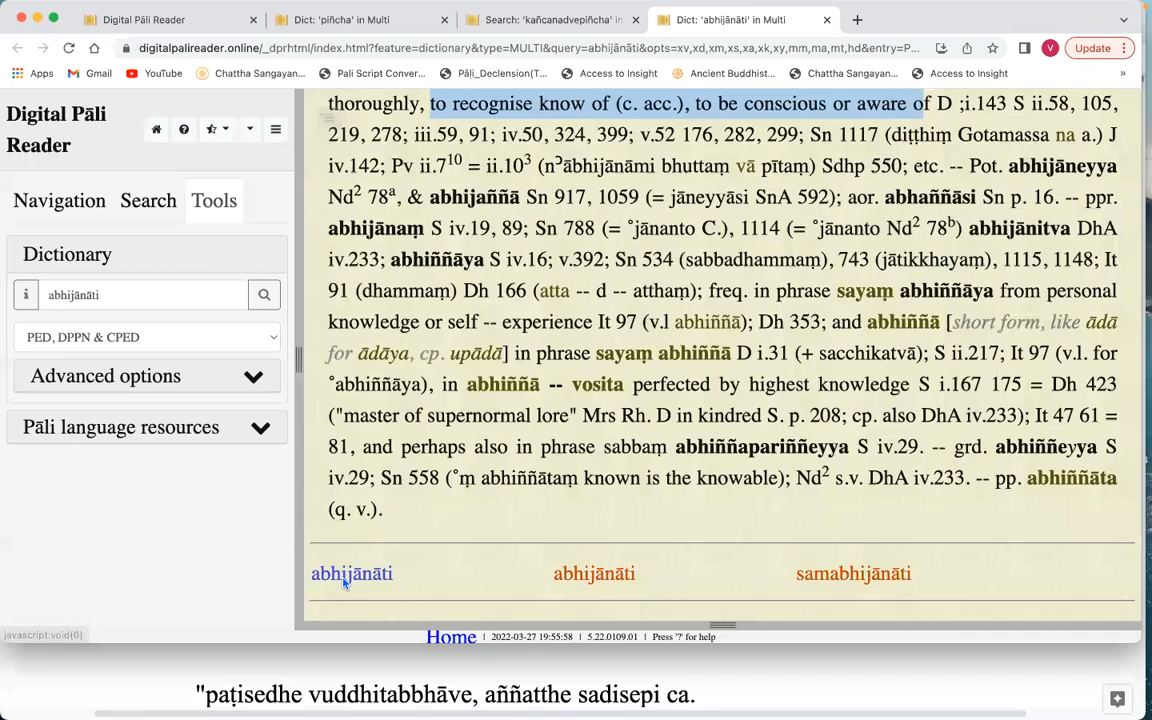 Digital Pāli Reader
Dict: 'piñcha' in Multi
Search: 'kañcanadvepiñcha' in
Dict: 'abhijānāti' in Multi
digitalpalireader.online/_dprhtml/index.html?feature=dictionary&type=MULTI&query=abhijānāti&opts=xv,xd,xm,xs,xa,xk,xy,mm,ma,mt,hd&entry=P...
V
Update
Apps
Gmail
YouTube
Chattha Sangayan...
Pali Script Conver...
Pāḷi_Declension(T...
Access to Insight
Ancient Buddhist...
Chattha Sangayan...
Access to Insight
»
Digital Pāli
Reader
Navigation
Search
Tools
Dictionary
i
abhijānāti
PED, DPPN & CPED
Advanced options
Pāli language resources
thoroughly, to recognise know of (c. acc.), to be conscious or aware of D ;i.143 S ii.58, 105,
219, 278; iii.59, 91; iv.50, 324, 399; v.52 176, 282, 299; Sn 1117 (diṭṭhiṃ Gotamassa na a.) J
iv.142; Pv ii.7¹⁰ = ii.10³ (nᵓābhijānāmi bhuttaṃ vā pītaṃ) Sdhp 550; etc. -- Pot. abhijāneyya
Nd² 78ᵃ, & abhijaññā Sn 917, 1059 (= jāneyyāsi SnA 592); aor. abhaññāsi Sn p. 16. -- ppr.
abhijānaṃ S iv.19, 89; Sn 788 (= ˚jānanto C.), 1114 (= ˚jānanto Nd² 78ᵇ) abhijānitva DhA
iv.233; abhiññāya S iv.16; v.392; Sn 534 (sabbadhammaṃ), 743 (jātikkhayaṃ), 1115, 1148; It
91 (dhammaṃ) Dh 166 (atta -- d -- atthaṃ); freq. in phrase sayaṃ abhiññāya from personal
knowledge or self -- experience It 97 (v.l abhiññā); Dh 353; and abhiññā [short form, like ādā
for ādāya, cp. upādā] in phrase sayaṃ abhiññā D i.31 (+ sacchikatvā); S ii.217; It 97 (v.l. for
˚abhiññāya), in abhiññā -- vosita perfected by highest knowledge S i.167 175 = Dh 423
("master of supernormal lore" Mrs Rh. D in kindred S. p. 208; cp. also DhA iv.233); It 47 61 =
81, and perhaps also in phrase sabbaṃ abhiññapariññeyya S iv.29. -- grd. abhiññeyya S
iv.29; Sn 558 (˚ṃ abhiññātaṃ known is the knowable); Nd² s.v. DhA iv.233. -- pp. abhiññāta
(q. v.).
abhijānāti
abhijānāti
samabhijānāti
javascript:void(0)
Home | 2022-03-27 19:55:58 | 5.22.0109.01 | Press '?' for help
"paṭisedhe vuddhitabbhāve, aññatthe sadisepi ca.